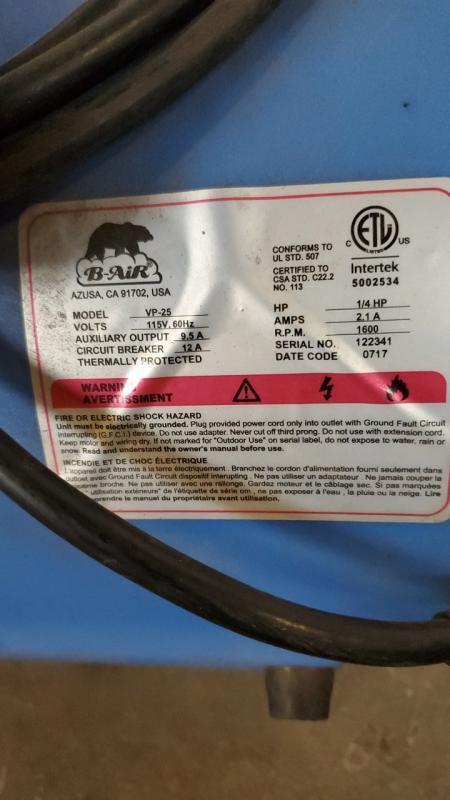 B-AiR
AZUSA, CA 91702, USA
MODEL VP-25
VOLTS 115V, 60Hz
AUXILIARY OUTPUT 9.5 A
CIRCUIT BREAKER 12 A
THERMALLY PROTECTED
CONFORMS TO
UL STD. 507
CERTIFIED TO
CSA STD. C22.2
NO. 113
ETL
C US
LISTED
Intertek
5002534
HP 1/4 HP
AMPS 2.1 A
R.P.M. 1600
SERIAL NO. 122341
DATE CODE 0717
WARNING
AVERTISSEMENT
FIRE OR ELECTRIC SHOCK HAZARD
Unit must be electrically grounded. Plug provided power cord only into outlet with Ground Fault Circuit
Interrupting (G.F.C.I.) device. Do not use adapter. Never cut off third prong. Do not use with extension cord.
Keep motor and wiring dry. If not marked for "Outdoor Use" on serial label, do not expose to water, rain or
snow. Read and understand the owner's manual before use.
INCENDIE ET DE CHOC ÉLECTRIQUE
L'appareil doit être mis à la terre électriquement . Branchez le cordon d'alimentation fourni seulement dans
outlet avec Ground Fault Circuit dispositif interrupting . Ne pas utiliser un adaptateur . Ne jamais couper la
broche. Ne pas utiliser avec une rallonge. Gardez moteur et le câblage sec. Si pas marquées
utilisation extérieure" de l'étiquette de série om , ne pas exposer à l'eau , la pluie ou la neige. Lire
prendre le manuel du propriétaire avant utilisation.